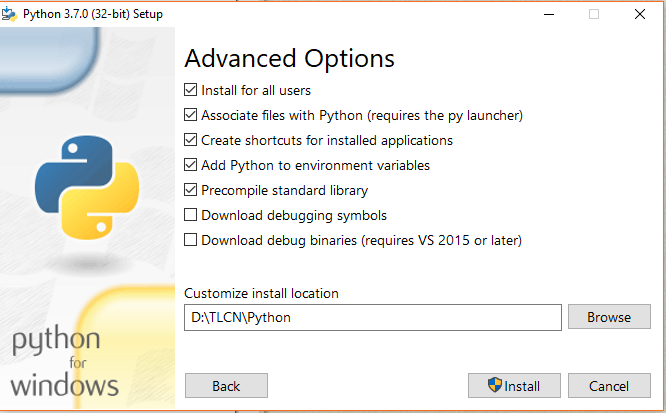 Python 3.7.0 (32-bit) Setup
Advanced Options
Install for all users
Associate files with Python (requires the py launcher)
Create shortcuts for installed applications
Add Python to environment variables
Precompile standard library
Download debugging symbols
Download debug binaries (requires VS 2015 or later)
Customize install location
D:\TLCN\Python
Browse
python
for
windows
Back
Install
Cancel